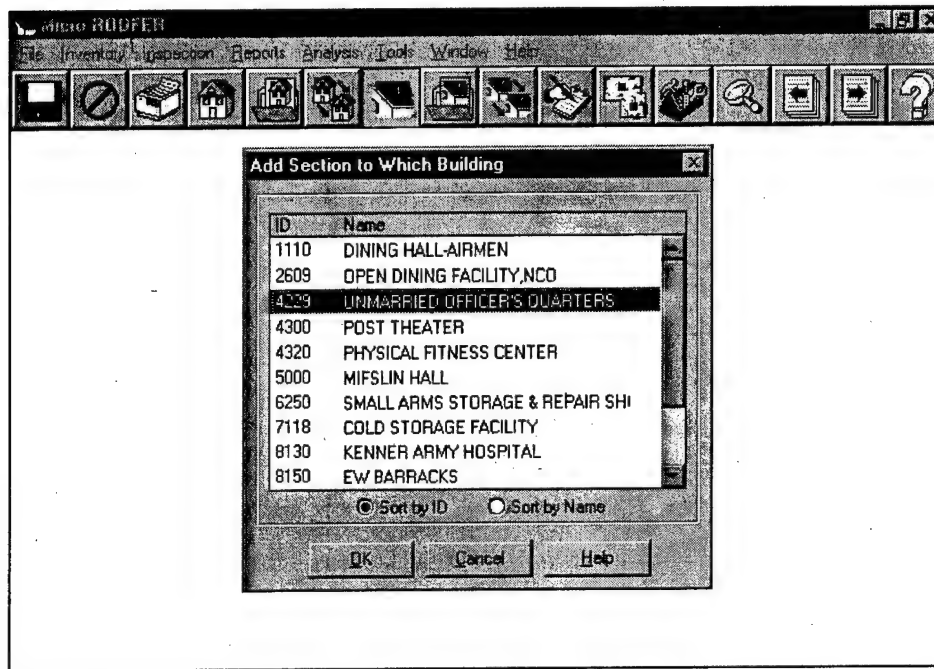 Micro ROOFER
File Inventory Inspection Reports Analysis Tools Window Help
Add Section to Which Building
ID Name
1110 DINING HALL-AIRMEN
2609 OPEN DINING FACILITY,NCO
4229 UNMARRIED OFFICER'S QUARTERS
4300 POST THEATER
4320 PHYSICAL FITNESS CENTER
5000 MIFSLIN HALL
6250 SMALL ARMS STORAGE & REPAIR SHI
7118 COLD STORAGE FACILITY
8130 KENNER ARMY HOSPITAL
8150 EW BARRACKS
Sort by ID Sort by Name
OK Cancel Help